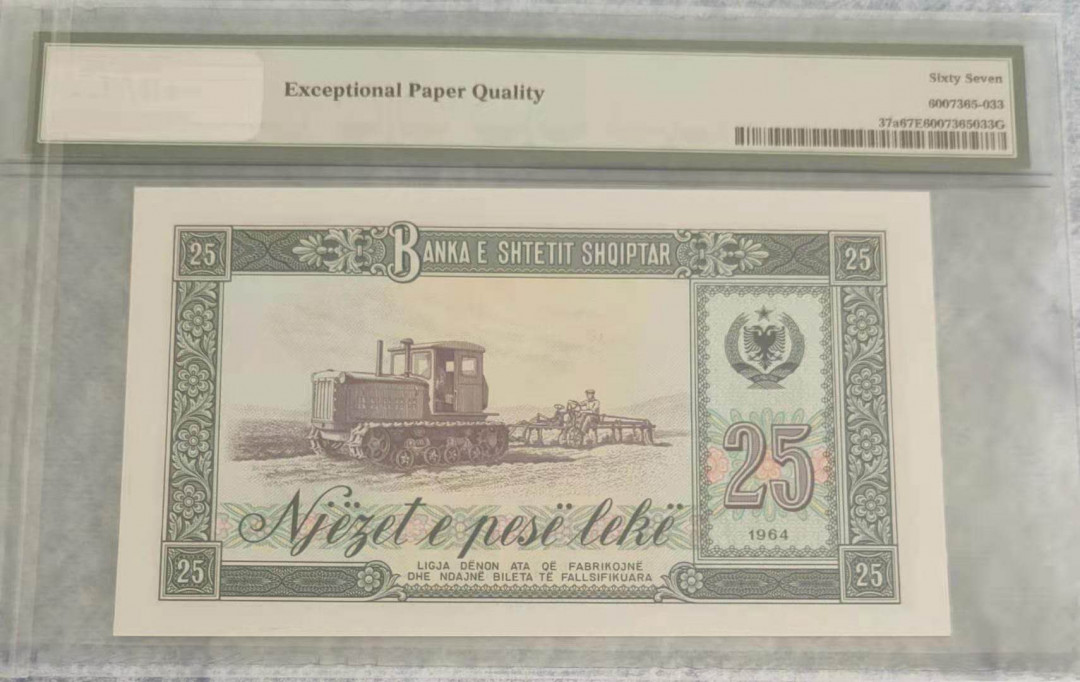 Exceptional Paper Quality
Sixty Seven
6007365-033
37a67E6007365033G
25
BANKA E SHTETIT SHQIPTAR
25
25
1964
Njëzet e pesë lekë
LIGJA DËNON ATA QË FABRIKOJNË
DHE NDAJNË BILETA TË FALLSIFIKUARA
25
25